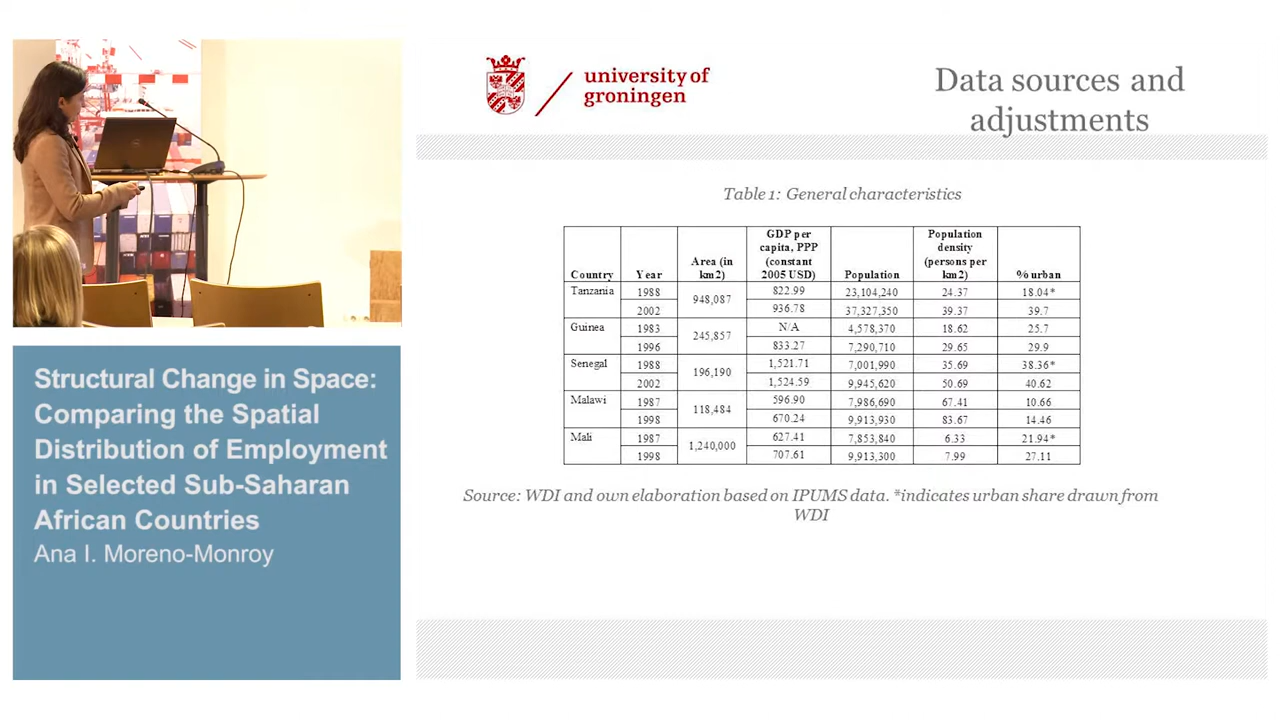 university of
groningen
Data sources and
adjustments
Table 1: General characteristics
Country Year Area (in km2) GDP per capita, PPP (constant 2005 USD) Population Population density (persons per km2) % urban
Tanzania 1988 948,087 822.99 23,104,240 24.37 18.04*
2002 936.78 37,327,350 39.37 39.7
Guinea 1983 245,857 N/A 4,578,370 18.62 25.7
1996 833.27 7,290,710 29.65 29.9
Senegal 1988 196,190 1,521.71 7,001,990 35.69 38.36*
2002 1,524.59 9,945,620 50.69 40.62
Malawi 1987 118,484 596.90 7,986,690 67.41 10.66
1998 670.24 9,913,930 83.67 14.46
Mali 1987 1,240,000 627.41 7,853,840 6.33 21.94*
1998 707.61 9,913,300 7.99 27.11
Source: WDI and own elaboration based on IPUMS data. *indicates urban share drawn from
WDI
Structural Change in Space:
Comparing the Spatial
Distribution of Employment
in Selected Sub-Saharan
African Countries
Ana I. Moreno-Monroy